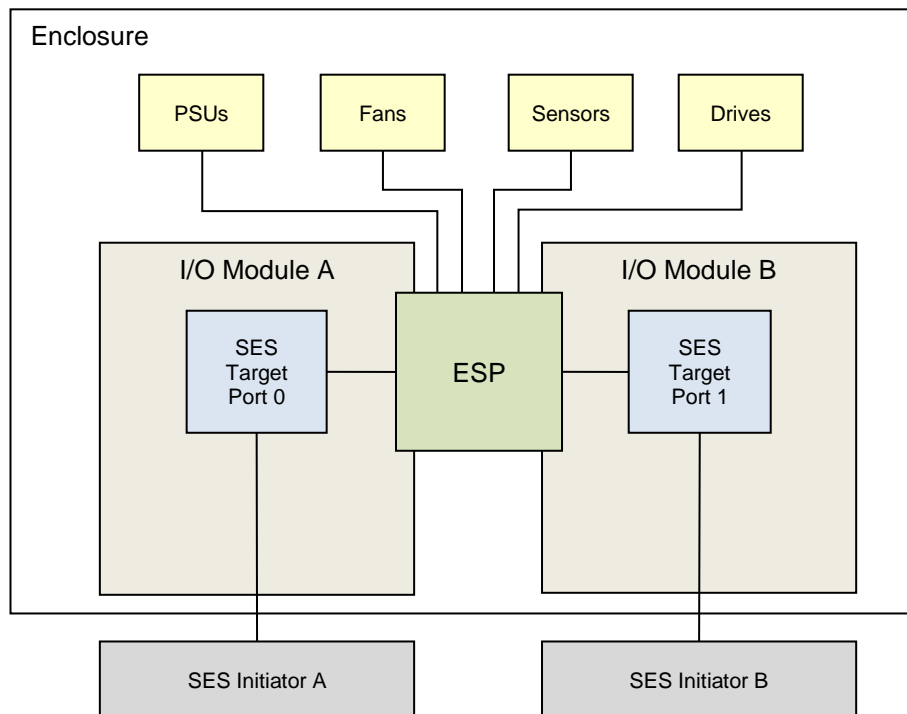 Enclosure
PSUs
Fans
Sensors
Drives
I/O Module A
I/O Module B
SES
Target
Port 0
ESP
SES
Target
Port 1
SES Initiator A
SES Initiator B